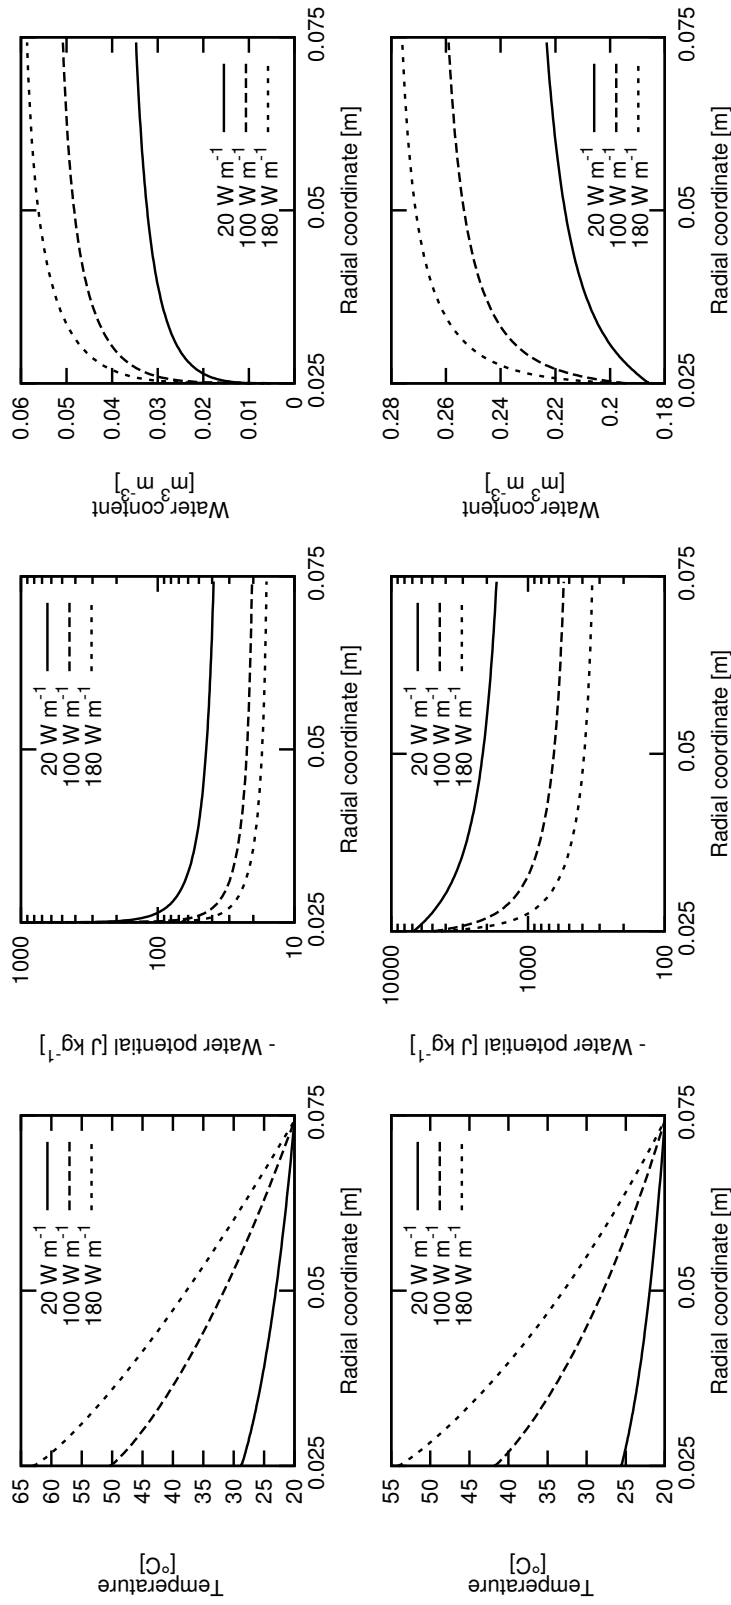 65
60
55
50
45
40
35
30
25
20
0.025
0.05
0.075
Temperature
[°C]
Radial coordinate [m]
20 W m⁻¹
100 W m⁻¹
180 W m⁻¹
1000
100
10
0.025
0.05
0.075
- Water potential [J kg⁻¹]
Radial coordinate [m]
20 W m⁻¹
100 W m⁻¹
180 W m⁻¹
0.06
0.05
0.04
0.03
0.02
0.01
0
0.025
0.05
0.075
Water content
[m³ m⁻³]
Radial coordinate [m]
20 W m⁻¹
100 W m⁻¹
180 W m⁻¹
55
50
45
40
35
30
25
20
0.025
0.05
0.075
Temperature
[°C]
Radial coordinate [m]
20 W m⁻¹
100 W m⁻¹
180 W m⁻¹
10000
1000
100
0.025
0.05
0.075
- Water potential [J kg⁻¹]
Radial coordinate [m]
20 W m⁻¹
100 W m⁻¹
180 W m⁻¹
0.28
0.26
0.24
0.22
0.2
0.18
0.025
0.05
0.075
Water content
[m³ m⁻³]
Radial coordinate [m]
20 W m⁻¹
100 W m⁻¹
180 W m⁻¹